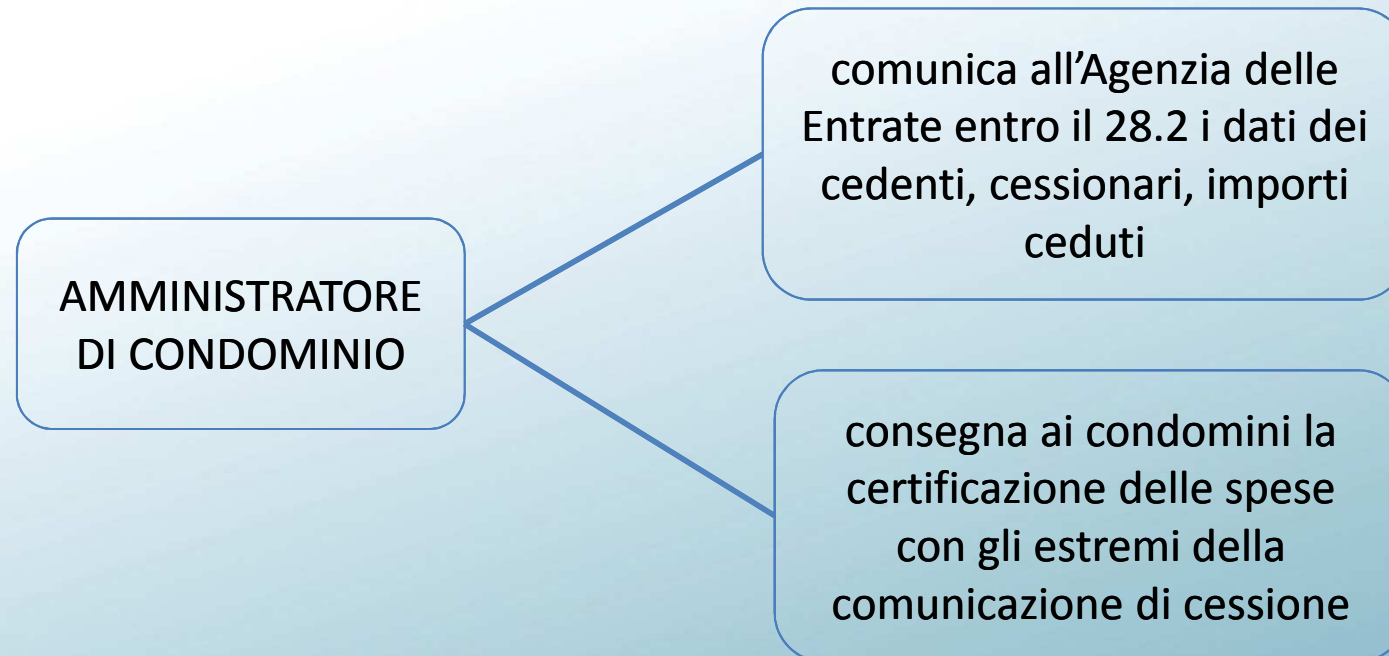 AMMINISTRATORE
DI CONDOMINIO
comunica all’Agenzia delle
Entrate entro il 28.2 i dati dei
cedenti, cessionari, importi
ceduti
consegna ai condomini la
certificazione delle spese
con gli estremi della
comunicazione di cessione